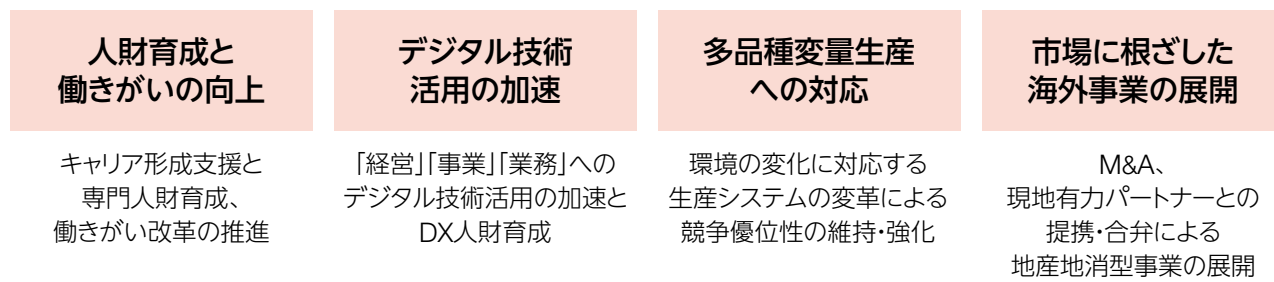 人財育成と
働きがいの向上
キャリア形成支援と
専門人財育成、
働きがい改革の推進
デジタル技術
活用の加速
「経営」「事業」「業務」への
デジタル技術活用の加速と
DX人財育成
多品種変量生産
への対応
環境の変化に対応する
生産システムの変革による
競争優位性の維持・強化
市場に根ざした
海外事業の展開
M&A、
現地有力パートナーとの
提携・合弁による
地産地消型事業の展開